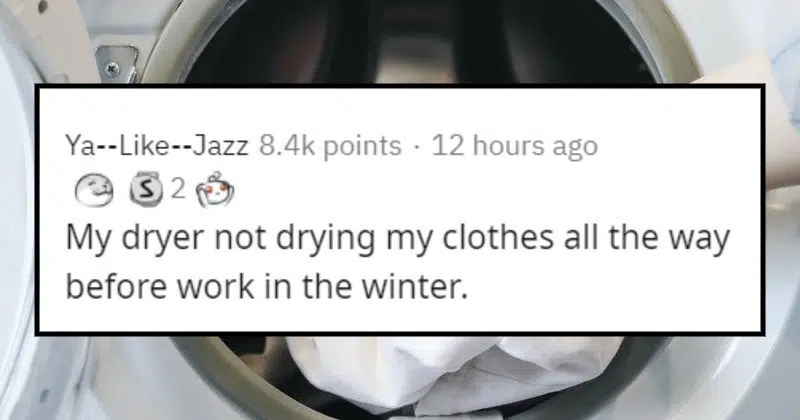 Ya--Like--Jazz 8.4k points · 12 hours ago
S 2
My dryer not drying my clothes all the way
before work in the winter.